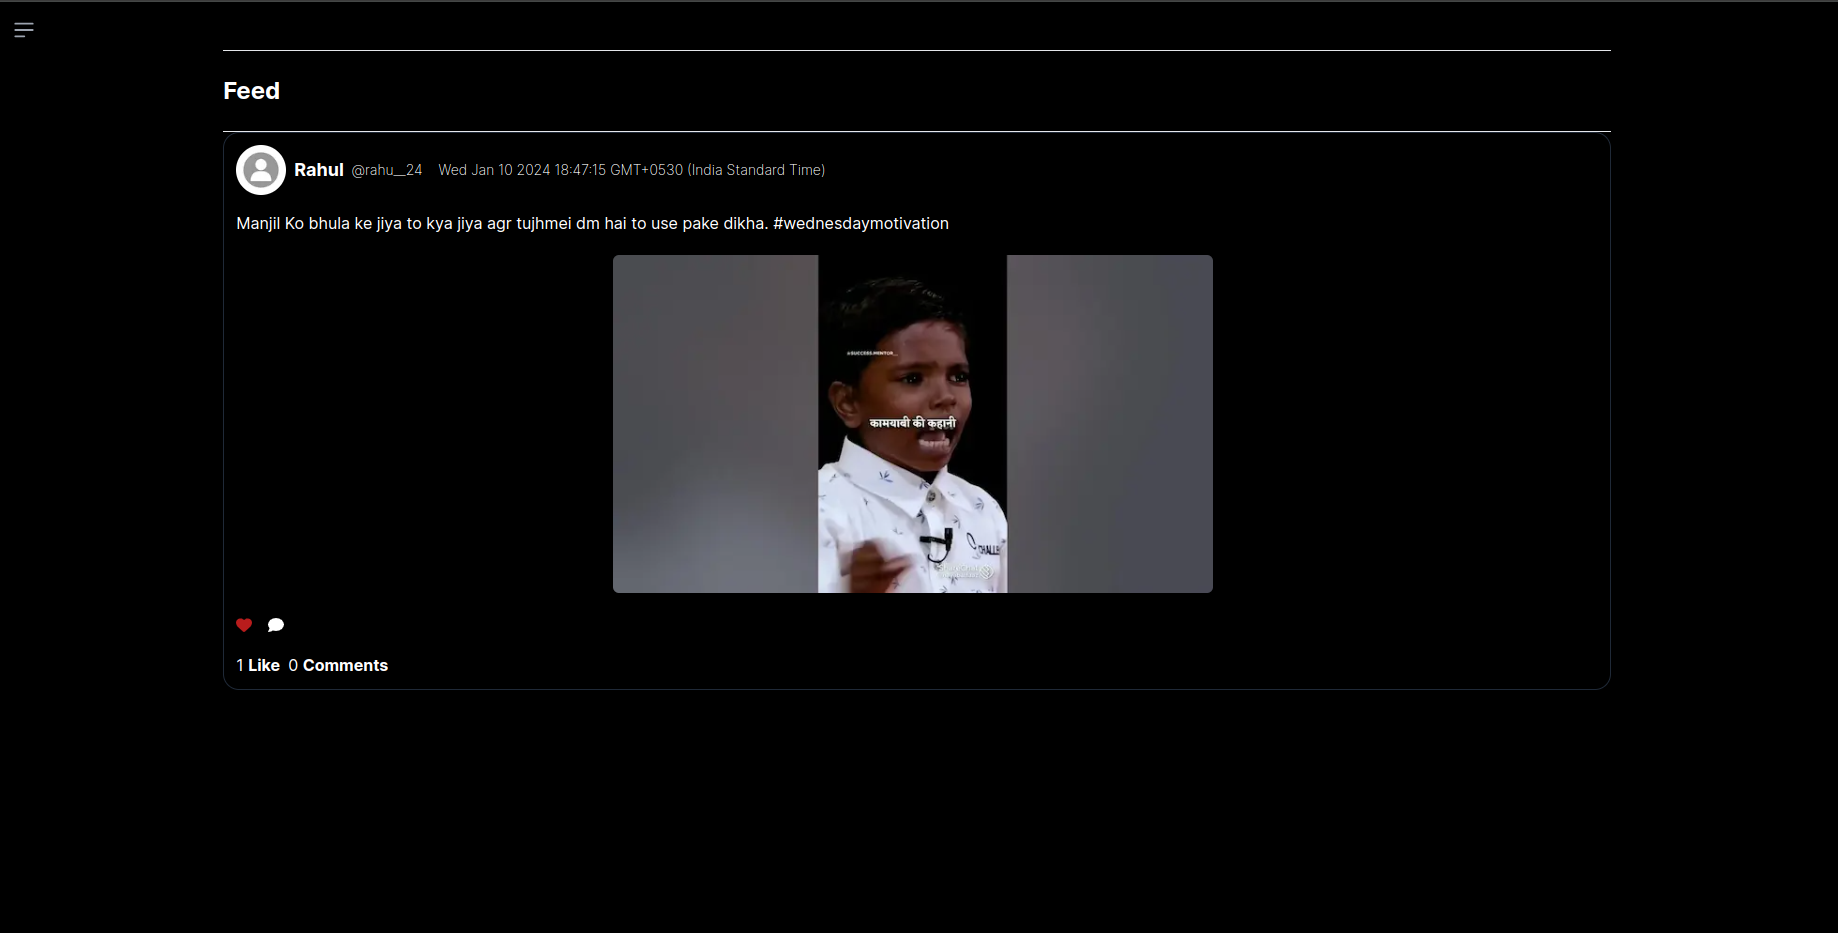 Feed
Rahul @rahu__24 Wed Jan 10 2024 18:47:15 GMT+0530 (India Standard Time)
Manjil Ko bhula ke jiya to kya jiya agr tujhmei dm hai to use pake dikha. #wednesdaymotivation
@SUCCESS.MENTOR__
कामयाबी की कहानी
1 Like 0 Comments